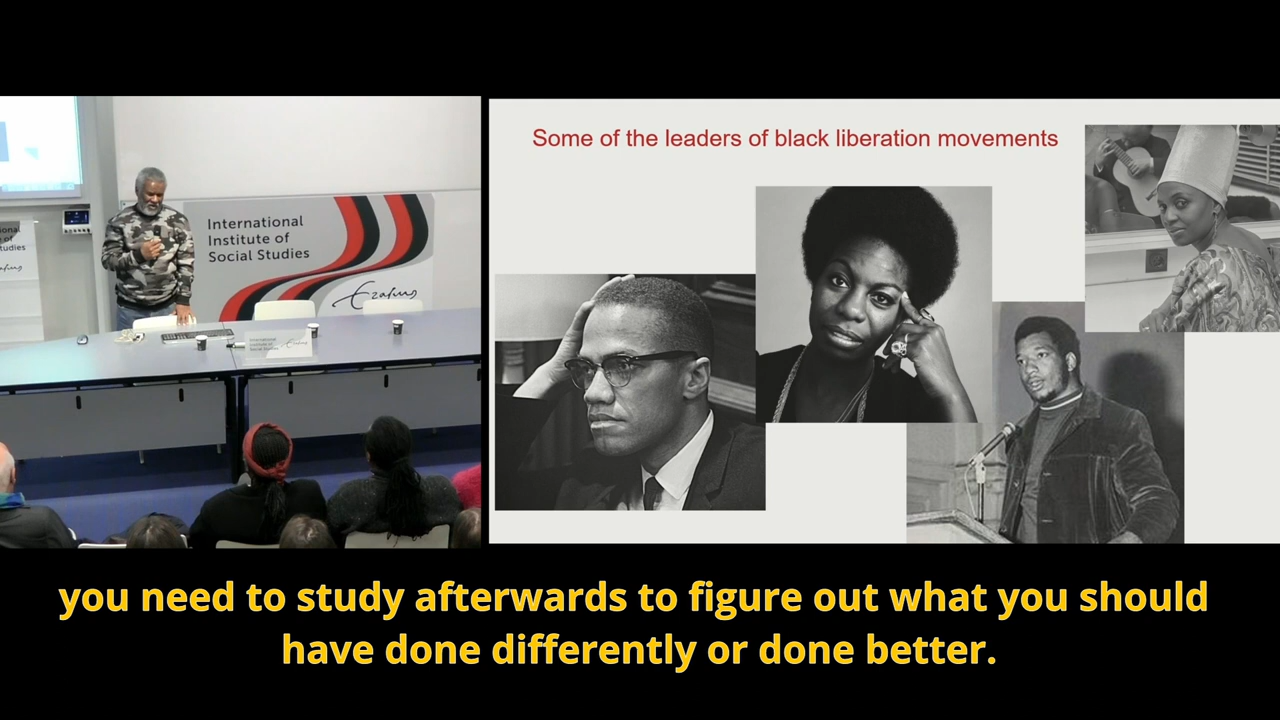 International
Institute of
Social Studies
Erasmus
Some of the leaders of black liberation movements
you need to study afterwards to figure out what you should
have done differently or done better.